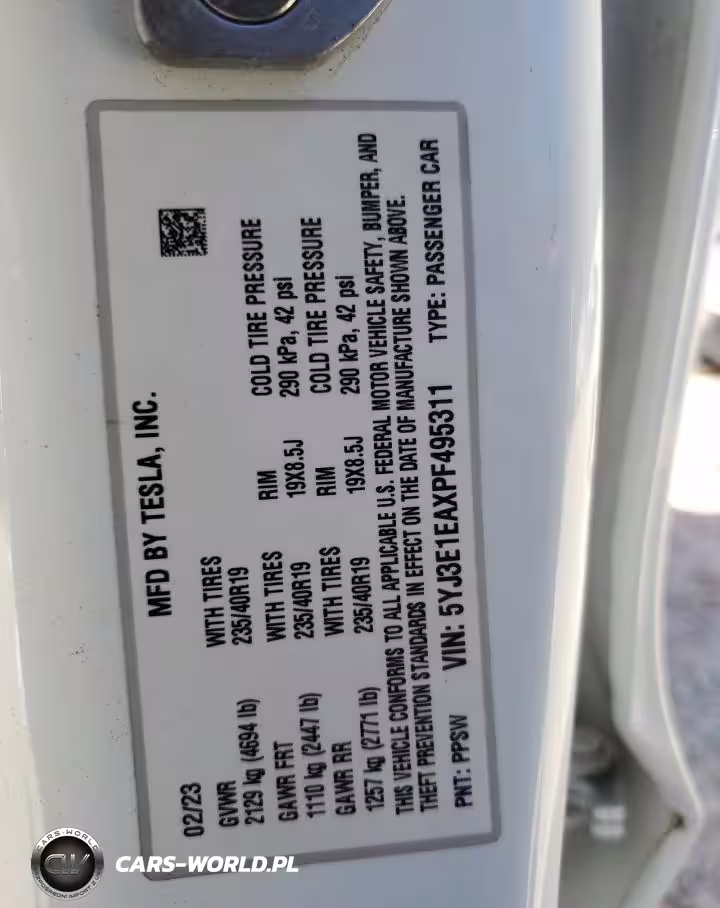 MFD BY TESLA, INC.
02/23
GVWR WITH TIRES RIM COLD TIRE PRESSURE
2129 kg (4694 lb) 235/40R19 19X8.5J 290 kPa, 42 psi
GAWR FRT WITH TIRES RIM COLD TIRE PRESSURE
1110 kg (2447 lb) 235/40R19 19X8.5J 290 kPa, 42 psi
GAWR RR WITH TIRES
1257 kg (2771 lb) 235/40R19
THIS VEHICLE CONFORMS TO ALL APPLICABLE U.S. FEDERAL MOTOR VEHICLE SAFETY, BUMPER, AND
THEFT PREVENTION STANDARDS IN EFFECT ON THE DATE OF MANUFACTURE SHOWN ABOVE.
PNT: PPSW VIN: 5YJ3E1EAXPF495311 TYPE: PASSENGER CAR
CARS-WORLD
CW
CARS-WORLD.PL